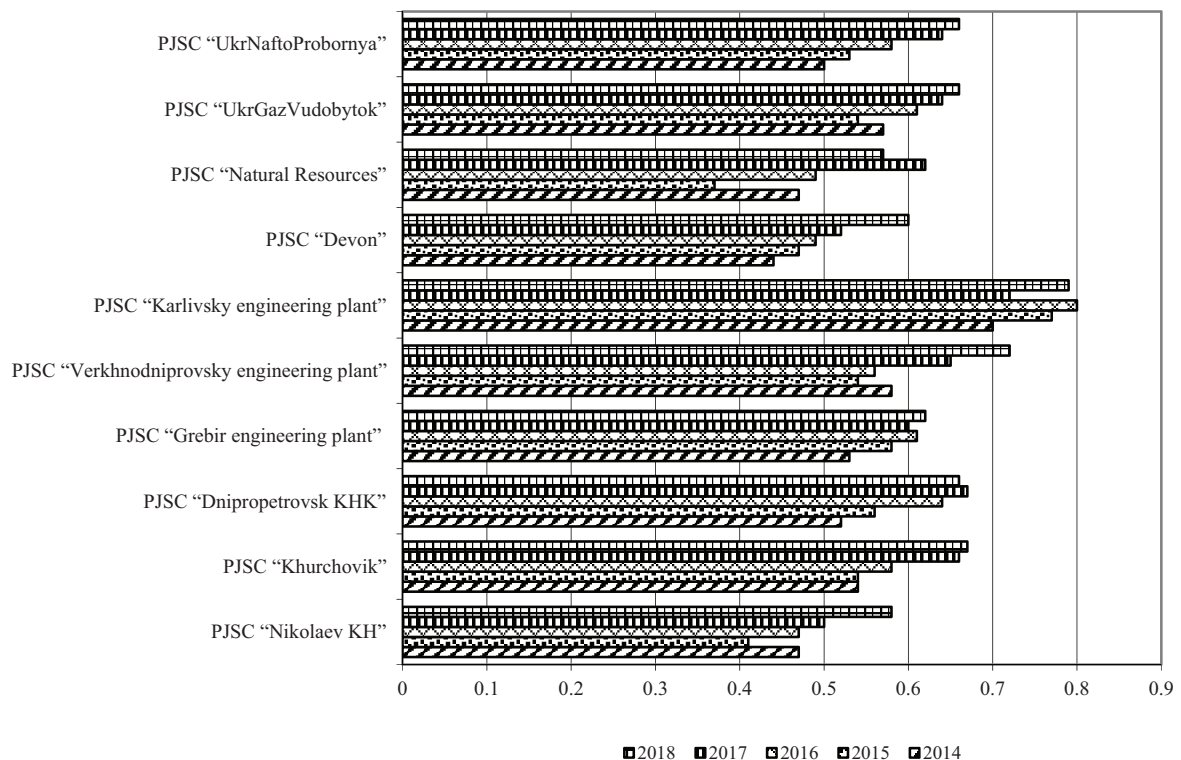 PJSC “UkrNaftoProbornya”
PJSC “UkrGazVudobytok”
PJSC “Natural Resources”
PJSC “Devon”
PJSC “Karlivsky engineering plant”
PJSC “Verkhnodniprovsky engineering plant”
PJSC “Grebir engineering plant”
PJSC “Dnipropetrovsk KHK”
PJSC “Khurchovik”
PJSC “Nikolaev KH”
0 0.1 0.2 0.3 0.4 0.5 0.6 0.7 0.8 0.9
2018 2017 2016 2015 2014